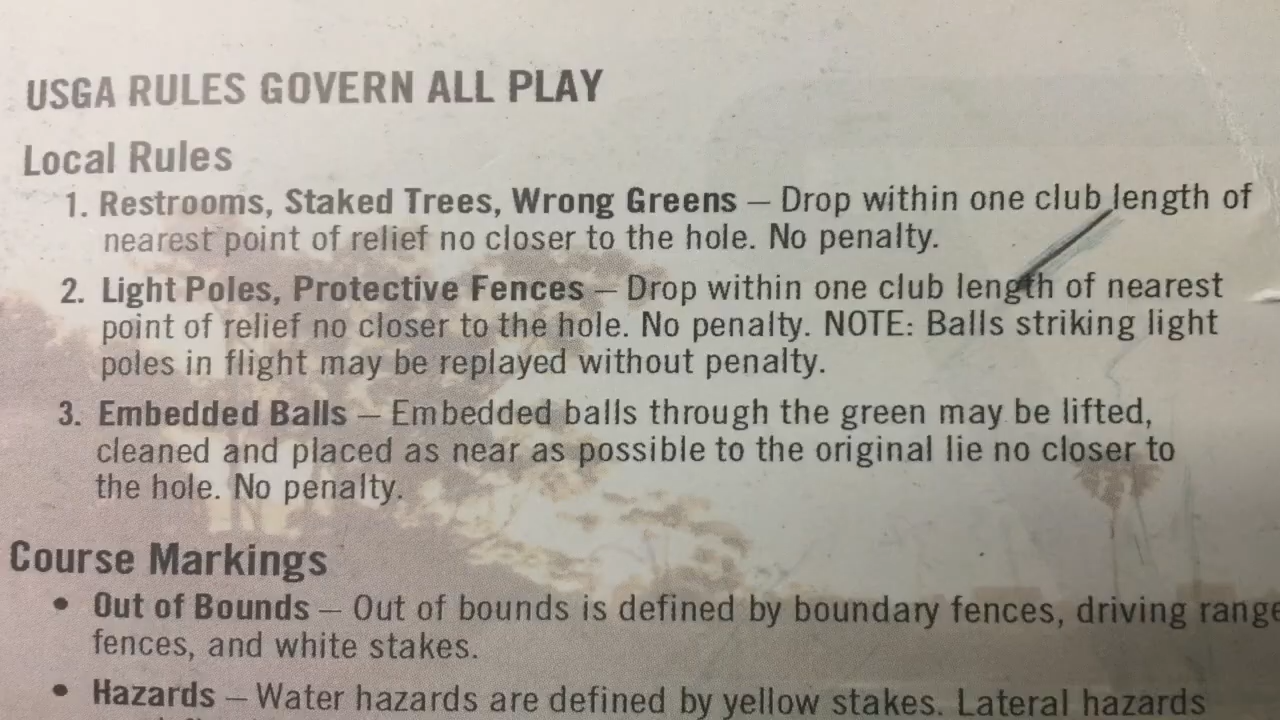 USGA RULES GOVERN ALL PLAY
Local Rules
1. Restrooms, Staked Trees, Wrong Greens – Drop within one club length of
nearest point of relief no closer to the hole. No penalty.
2. Light Poles, Protective Fences – Drop within one club length of nearest
point of relief no closer to the hole. No penalty. NOTE: Balls striking light
poles in flight may be replayed without penalty.
3. Embedded Balls – Embedded balls through the green may be lifted,
cleaned and placed as near as possible to the original lie no closer to
the hole. No penalty.
Course Markings
• Out of Bounds – Out of bounds is defined by boundary fences, driving range
fences, and white stakes.
• Hazards – Water hazards are defined by yellow stakes. Lateral hazards